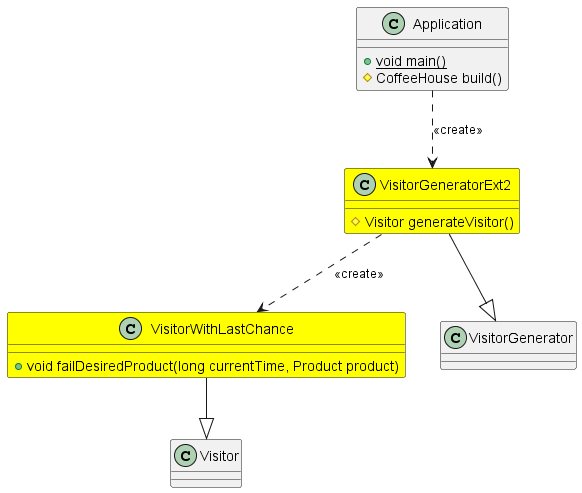 C Application
void main()
CoffeeHouse build()
«create»
C VisitorGeneratorExt2
Visitor generateVisitor()
«create»
C VisitorWithLastChance
void failDesiredProduct(long currentTime, Product product)
C VisitorGenerator
C Visitor